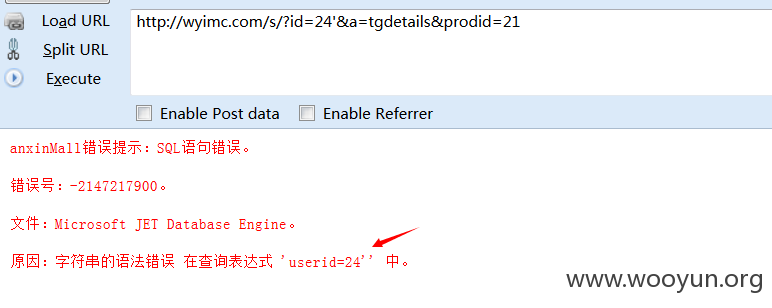 Load URL
http://wyimc.com/s/?id=24'&a=tgdetails&prodid=21
Split URL
Execute
Enable Post data Enable Referrer
anxinMall错误提示：SQL语句错误。
错误号：-2147217900。
文件：Microsoft JET Database Engine。
原因：字符串的语法错误 在查询表达式 'userid=24'' 中。
www.wooyun.org